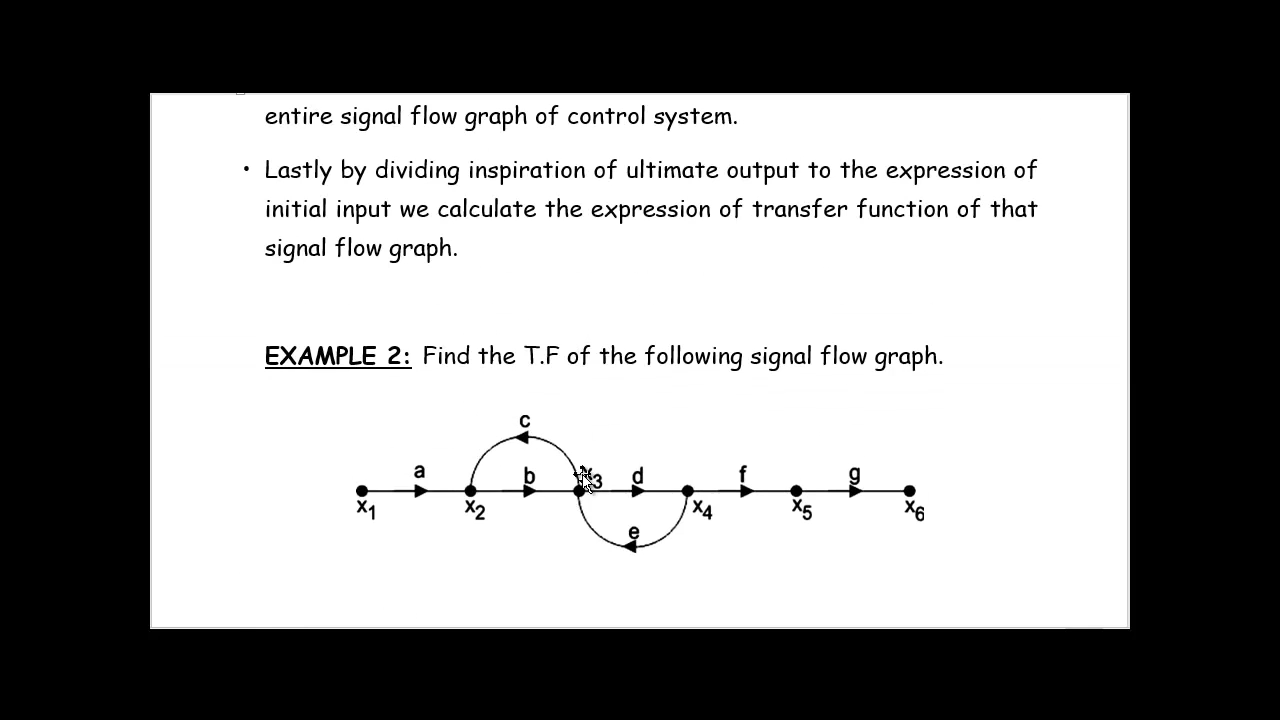 entire signal flow graph of control system.
• Lastly by dividing inspiration of ultimate output to the expression of
initial input we calculate the expression of transfer function of that
signal flow graph.
EXAMPLE 2: Find the T.F of the following signal flow graph.
c
a b x3 d f g
x1 x2 x4 x5 x6
e